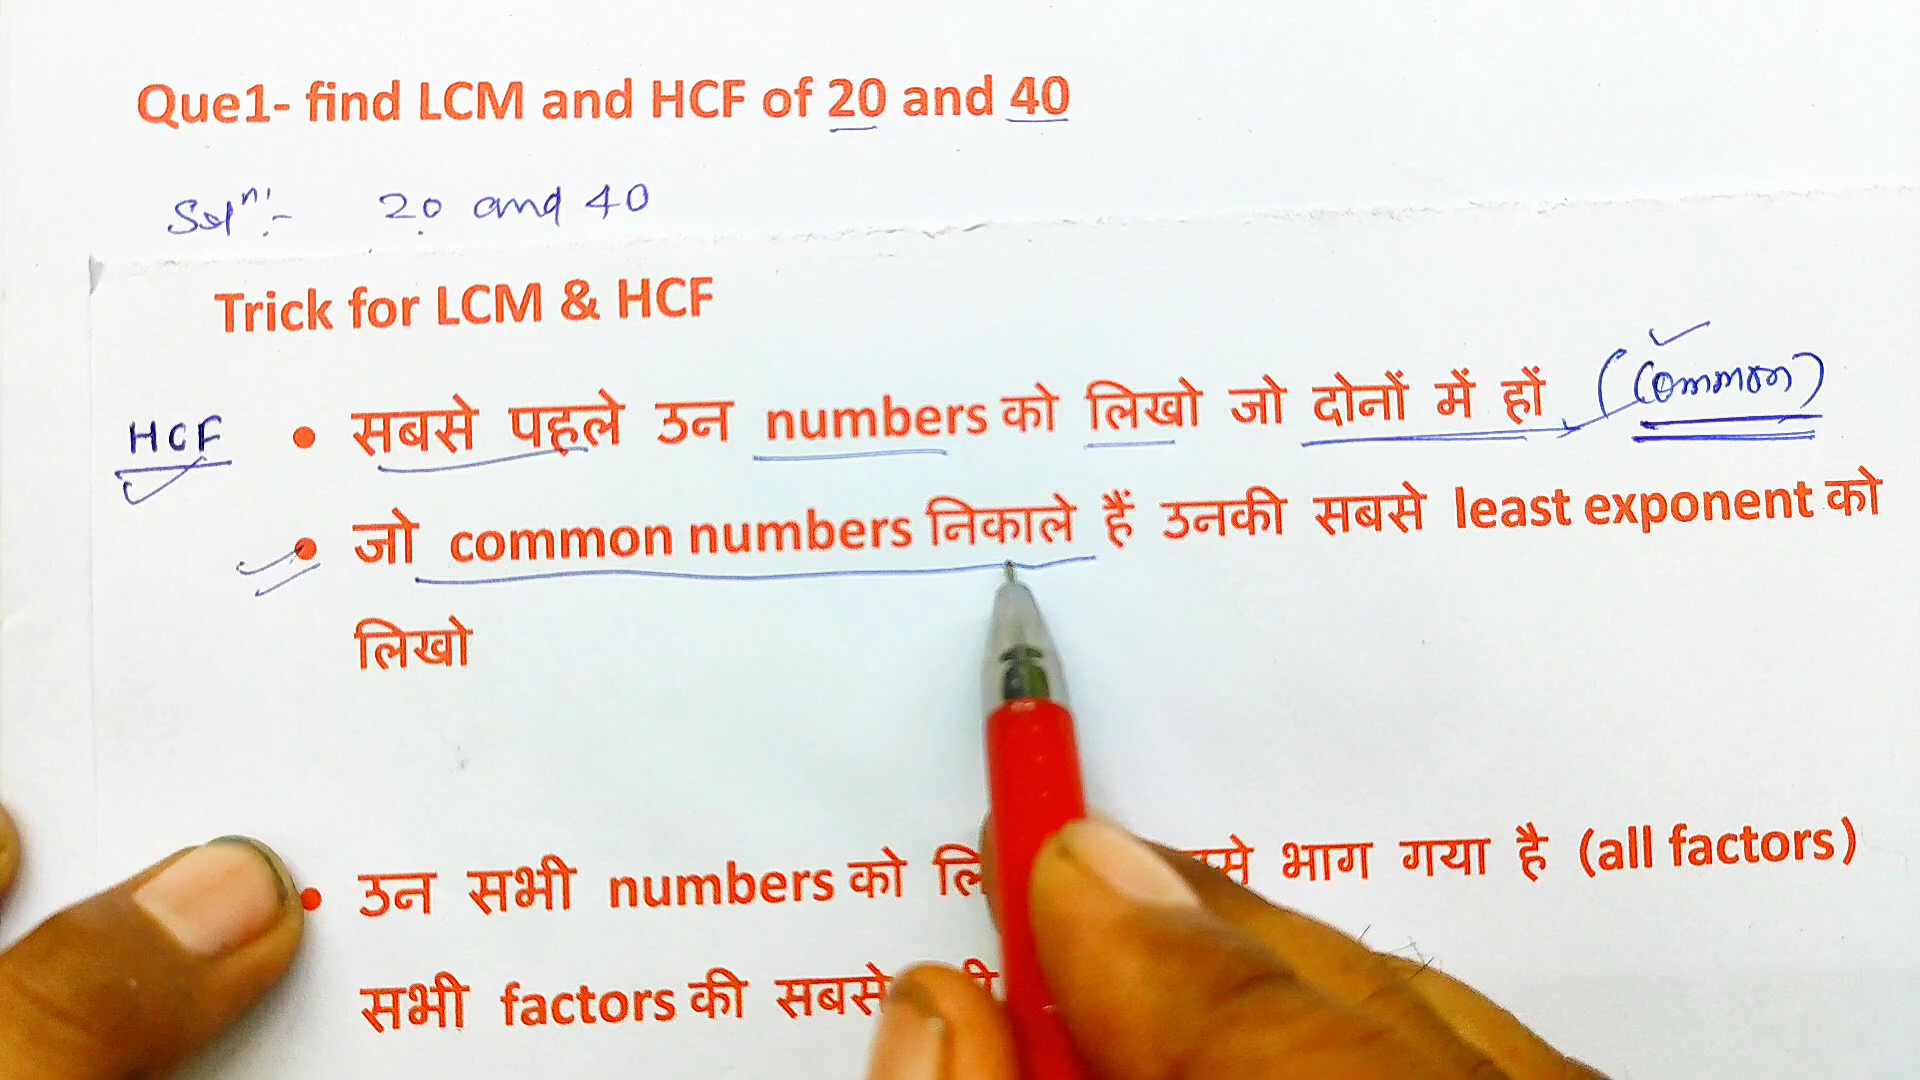 Que1- find LCM and HCF of 20 and 40
Solⁿ:- 20 and 40
Trick for LCM & HCF
HCF • सबसे पहले उन numbers को लिखो जो दोनों में हों (Common)
• जो common numbers निकाले हैं उनकी सबसे least exponent को
लिखो
• उन सभी numbers को भाग गया है (all factors)
सभी factors की सबसे